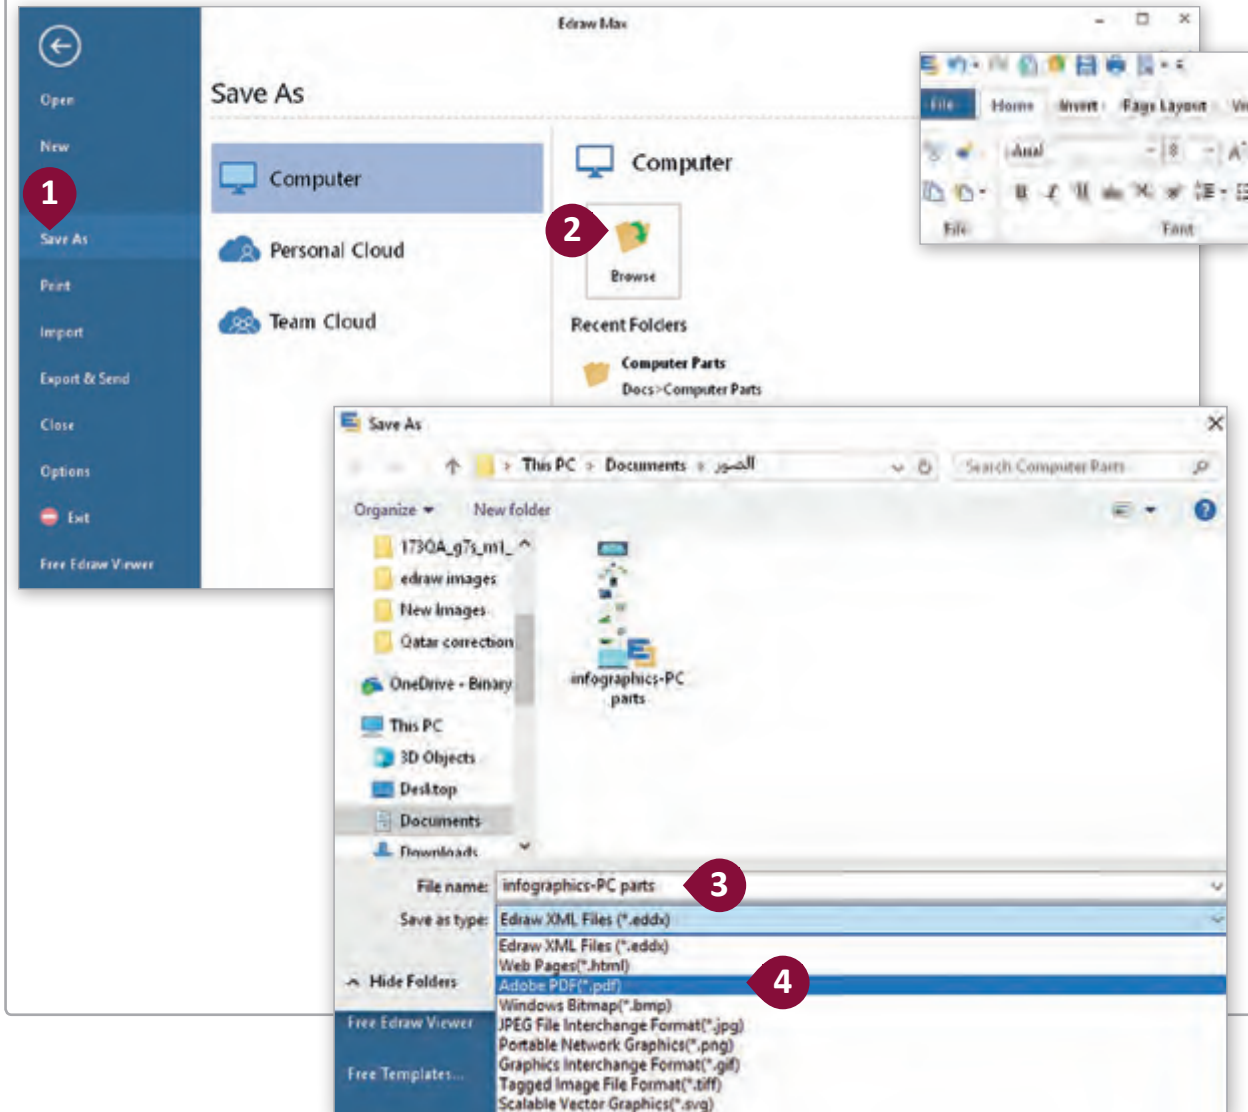 Edraw Max
File
Home
Insert
Page Layout
Arial
8
File
Font
Open
New
1
Save As
Print
Import
Export & Send
Close
Options
Exit
Free Edraw Viewer
Save As
Computer
Personal Cloud
Team Cloud
Computer
2
Browse
Recent Folders
Computer Parts
Docs>Computer Parts
Save As
This PC
Documents
الصور
Search Computer Parts
Organize
New folder
173QA_g7s_m1_
edraw images
New Images
Qatar correction
OneDrive - Binary
This PC
3D Objects
Desktop
Documents
Downloads
infographics-PC
parts
File name: infographics-PC parts
3
Save as type: Edraw XML Files (*.eddx)
Edraw XML Files (*.eddx)
Web Pages(*.html)
Adobe PDF(*.pdf)
4
Windows Bitmap(*.bmp)
JPEG File Interchange Format(*.jpg)
Portable Network Graphics(*.png)
Graphics Interchange Format(*.gif)
Tagged Image File Format(*.tiff)
Scalable Vector Graphics(*.svg)
Hide Folders
Free Edraw Viewer
Free Templates...